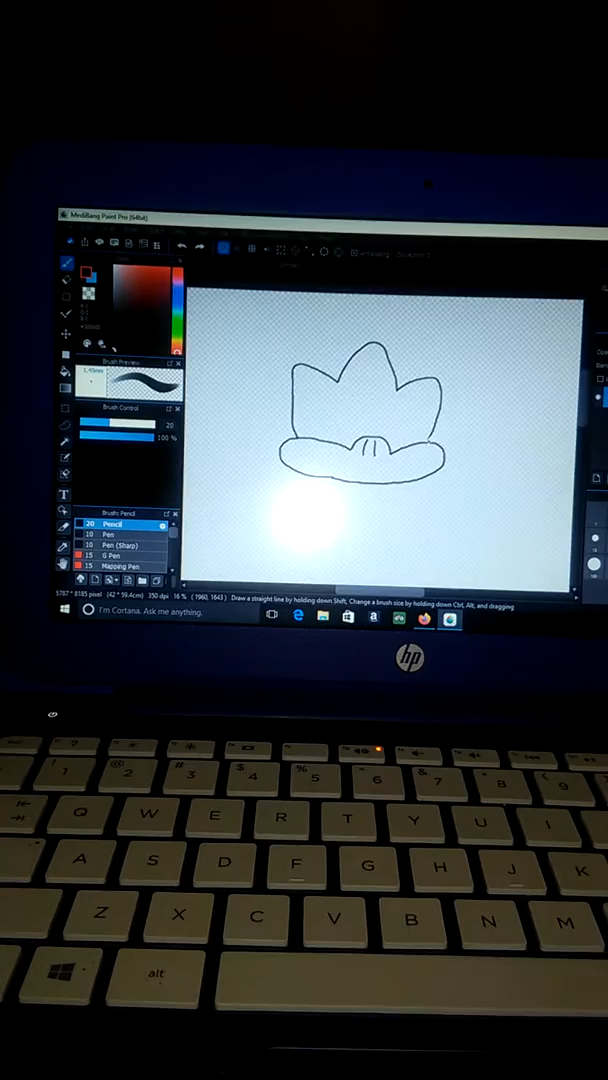 MediBang Paint Pro (64bit)
Brush Preview
1.45mm
Brush Control
20
100 %
Brush: Pencil
20 Pencil
10 Pen
10 Pen (Sharp)
15 G Pen
15 Mapping Pen
5787 * 8185 pixel (42 * 59.4cm) 350 dpi 16 % ( 1960, 1643 ) Draw a straight line by holding down Shift, Change a brush size by holding down Ctrl, Alt, and dragging
I'm Cortana. Ask me anything.
hp
?
! 1 @ 2 # 3 $ 4 % 5 ^ 6 & 7 * 8 ( 9
Q W E R T Y U I
A S D F G H J K
Z X C V B N M
alt